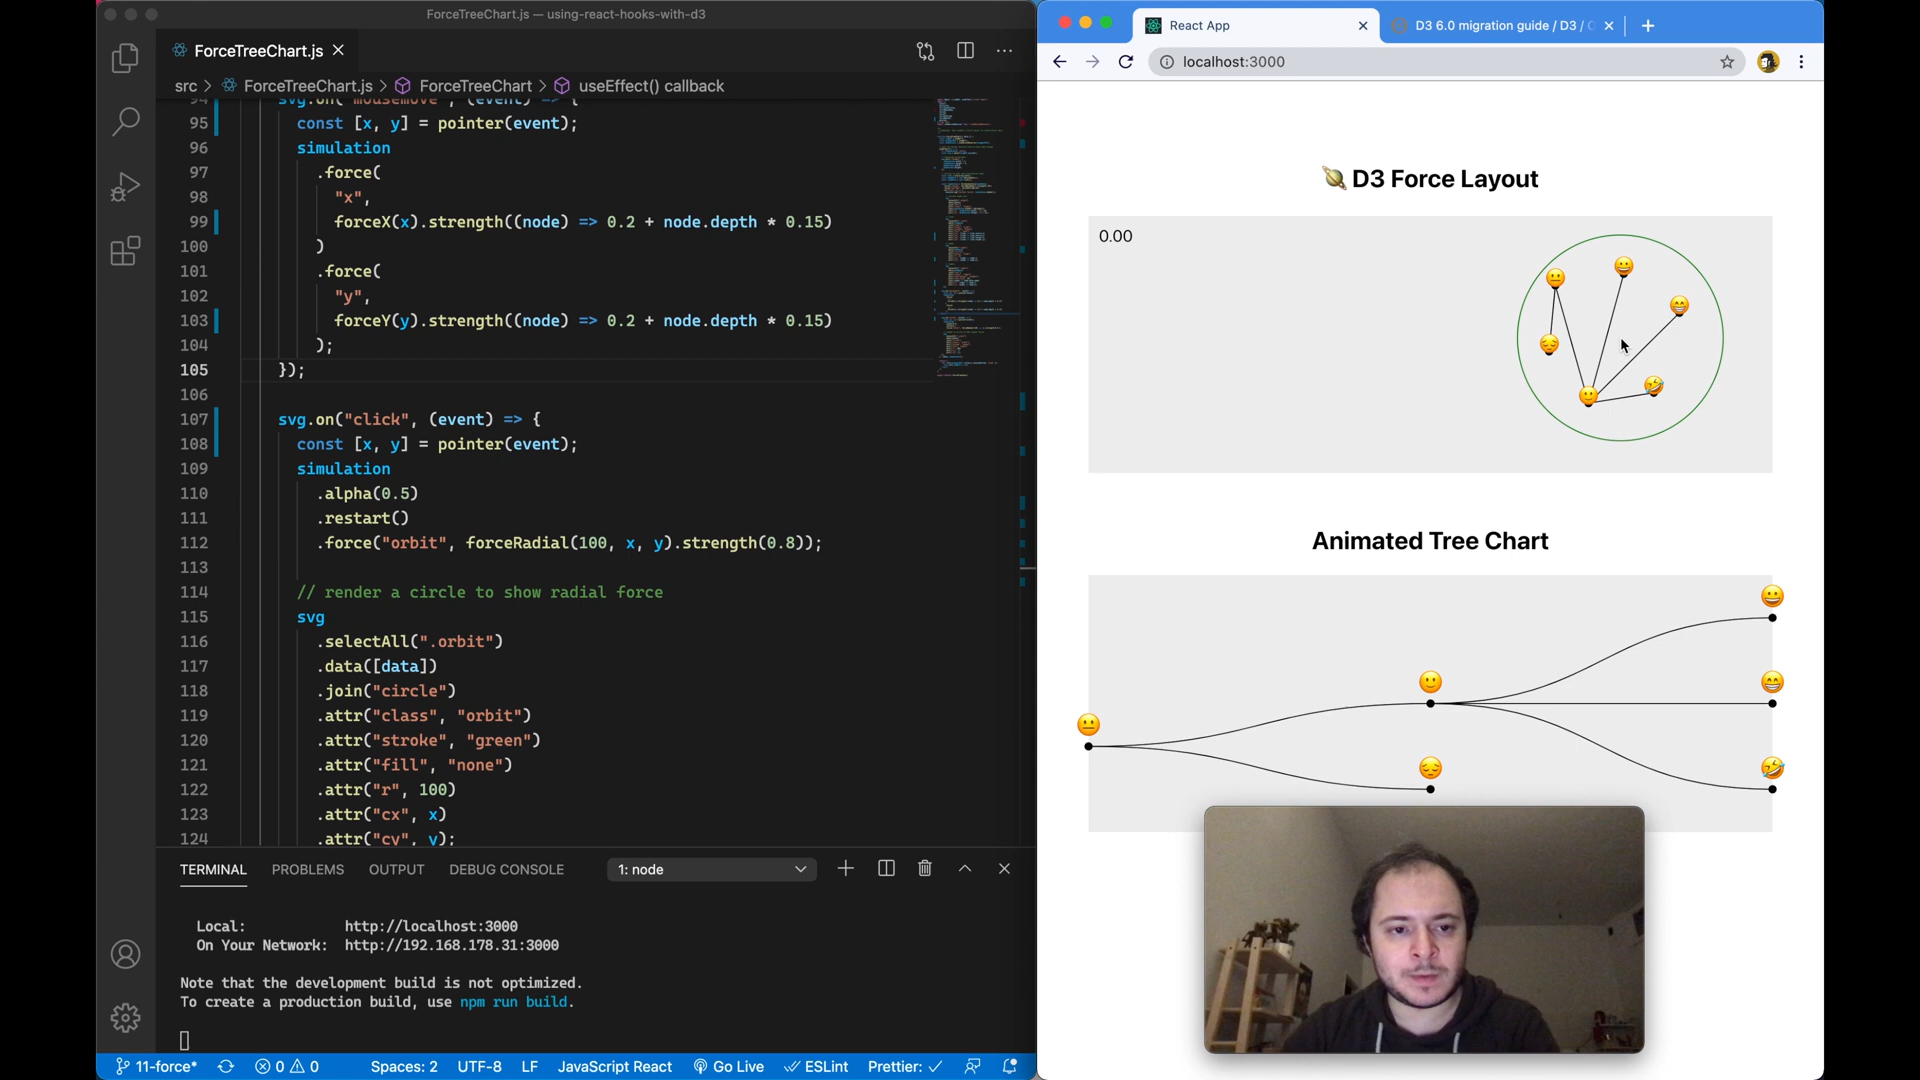 ForceTreeChart.js — using-react-hooks-with-d3
ForceTreeChart.js
src > ForceTreeChart.js > ForceTreeChart > useEffect() callback
94 svg.on("mousemove", (event) => {
95 const [x, y] = pointer(event);
96 simulation
97 .force(
98 "x",
99 forceX(x).strength((node) => 0.2 + node.depth * 0.15)
100 )
101 .force(
102 "y",
103 forceY(y).strength((node) => 0.2 + node.depth * 0.15)
104 );
105 });
106
107 svg.on("click", (event) => {
108 const [x, y] = pointer(event);
109 simulation
110 .alpha(0.5)
111 .restart()
112 .force("orbit", forceRadial(100, x, y).strength(0.8));
113
114 // render a circle to show radial force
115 svg
116 .selectAll(".orbit")
117 .data([data])
118 .join("circle")
119 .attr("class", "orbit")
120 .attr("stroke", "green")
121 .attr("fill", "none")
122 .attr("r", 100)
123 .attr("cx", x)
124 .attr("cy", y);
TERMINAL PROBLEMS OUTPUT DEBUG CONSOLE 1: node
Local: http://localhost:3000
On Your Network: http://192.168.178.31:3000
Note that the development build is not optimized.
To create a production build, use npm run build.
11-force* 0 0 Spaces: 2 UTF-8 LF JavaScript React Go Live ESLint Prettier: ✓
React App
D3 6.0 migration guide / D3 /
localhost:3000
🪐 D3 Force Layout
0.00
Animated Tree Chart